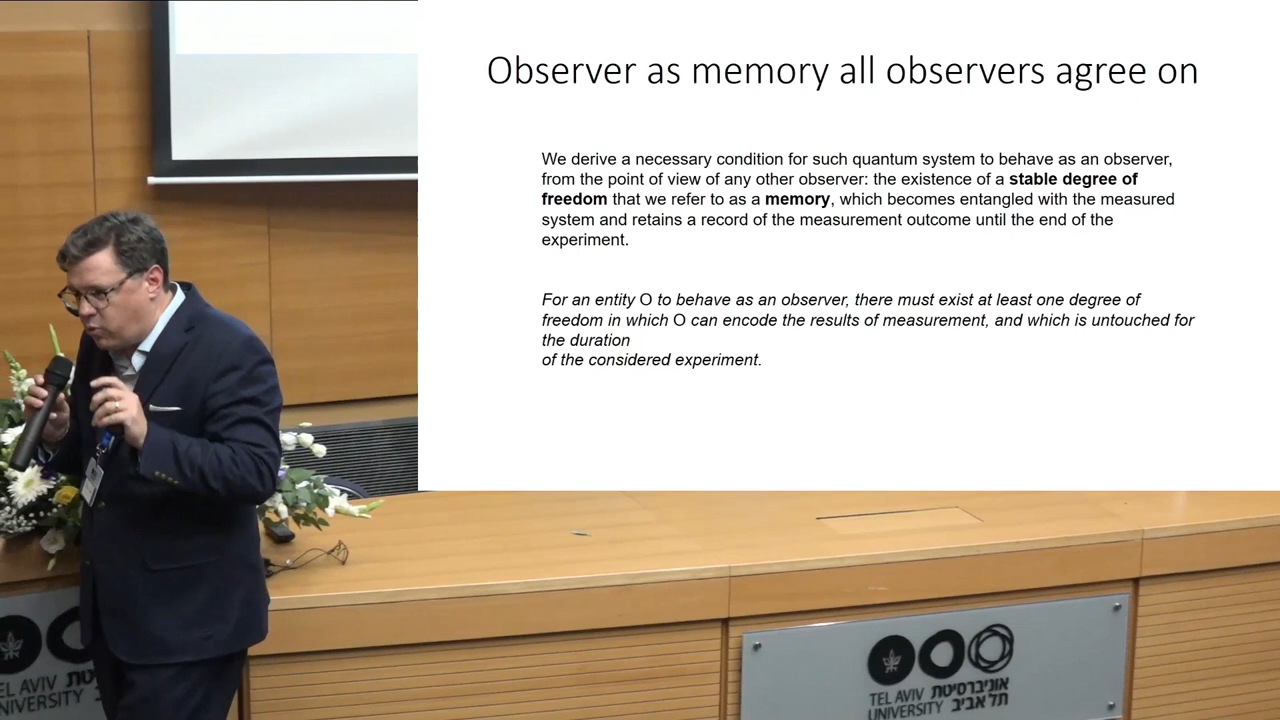 Observer as memory all observers agree on
We derive a necessary condition for such quantum system to behave as an observer,
from the point of view of any other observer: the existence of a stable degree of
freedom that we refer to as a memory, which becomes entangled with the measured
system and retains a record of the measurement outcome until the end of the
experiment.
For an entity O to behave as an observer, there must exist at least one degree of
freedom in which O can encode the results of measurement, and which is untouched for
the duration
of the considered experiment.
EL AVIV
UNIVERSITY
TEL AVIV אוניברסיטת
UNIVERSITY תל אביב